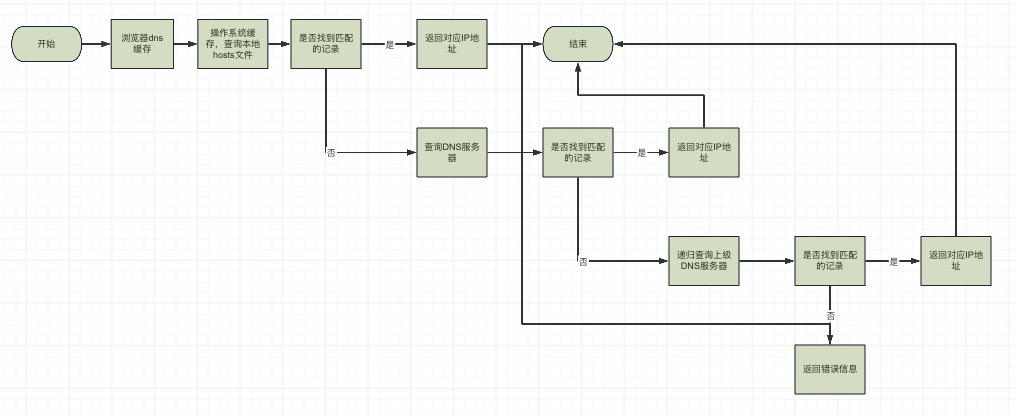 开始
浏览器dns
缓存
操作系统缓
存，查询本地
hosts文件
是否找到匹配
的记录
是
返回对应IP地
址
结束
否
查询DNS服务
器
是否找到匹配
的记录
是
返回对应IP地
址
否
递归查询上级
DNS服务器
是否找到匹配
的记录
是
返回对应IP地
址
否
返回错误信息